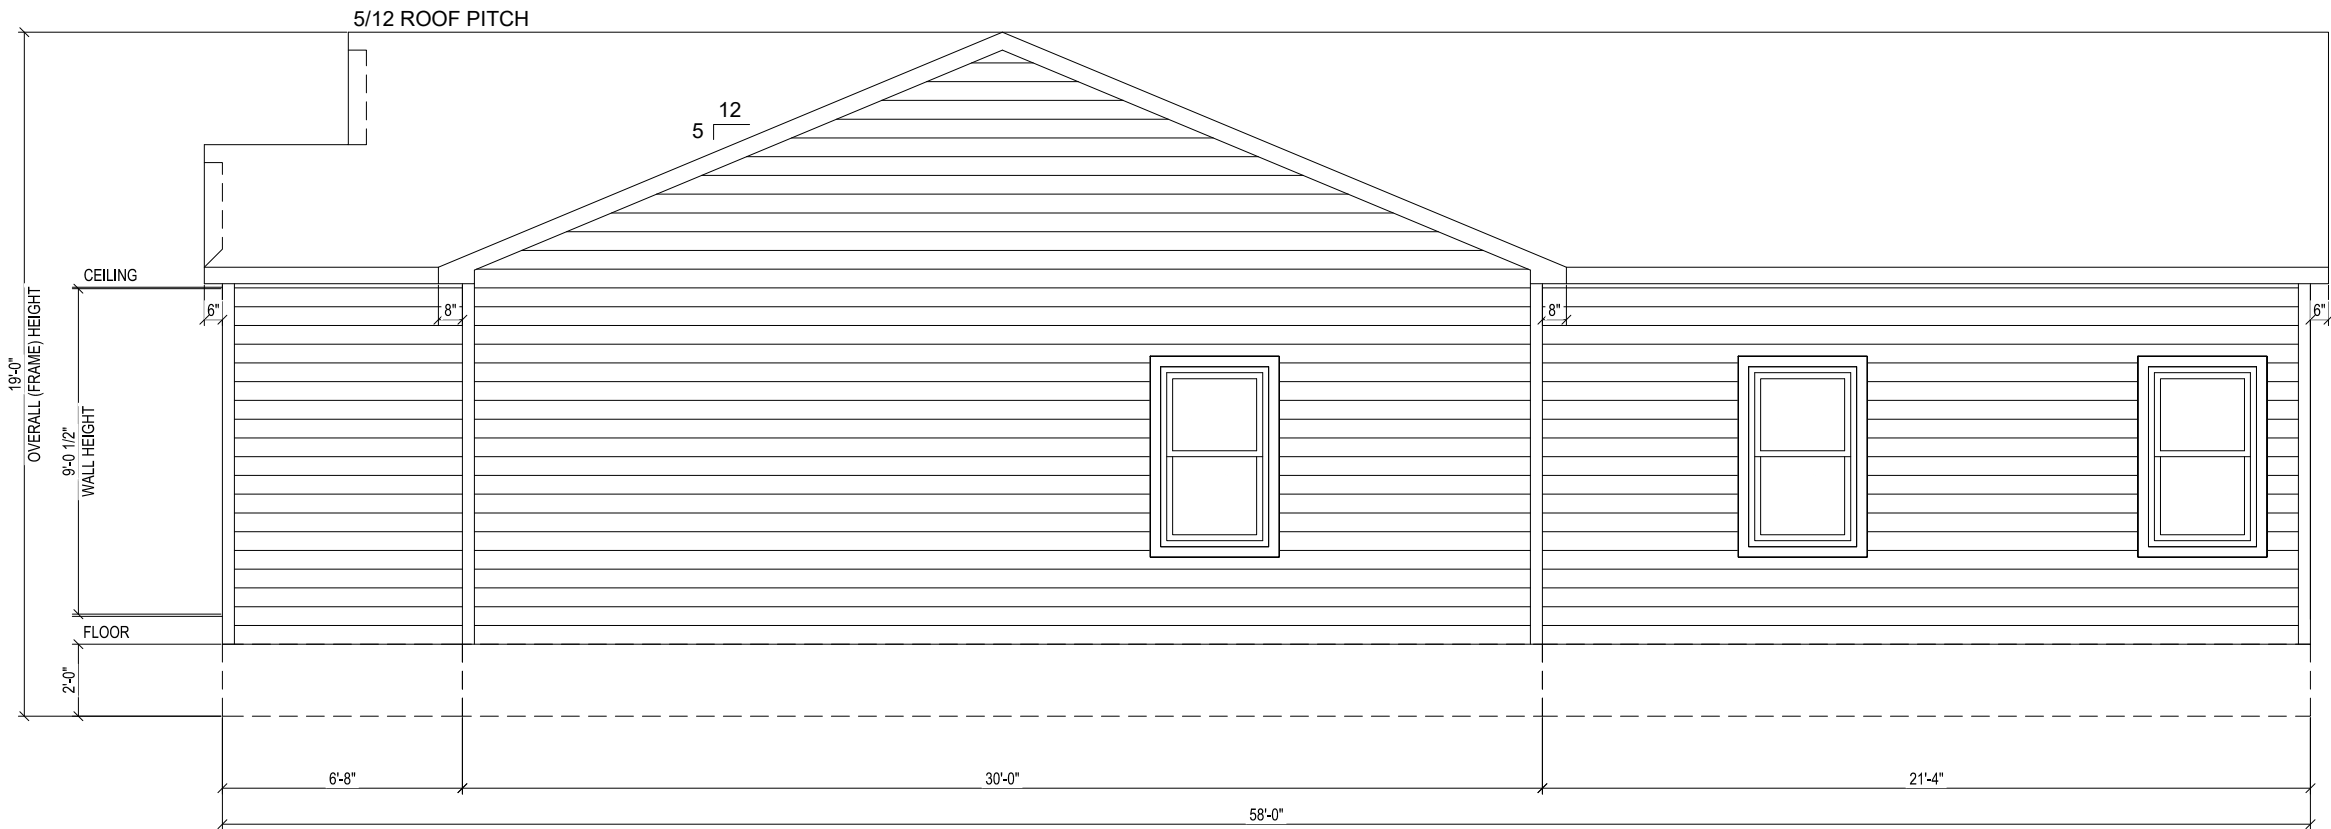 5/12 ROOF PITCH
12
5
CEILING
6"
8"
8"
6"
19'-0"
OVERALL (FRAME) HEIGHT
9'-0 1/2"
WALL HEIGHT
FLOOR
2'-0"
6'-8"
30'-0"
21'-4"
58'-0"